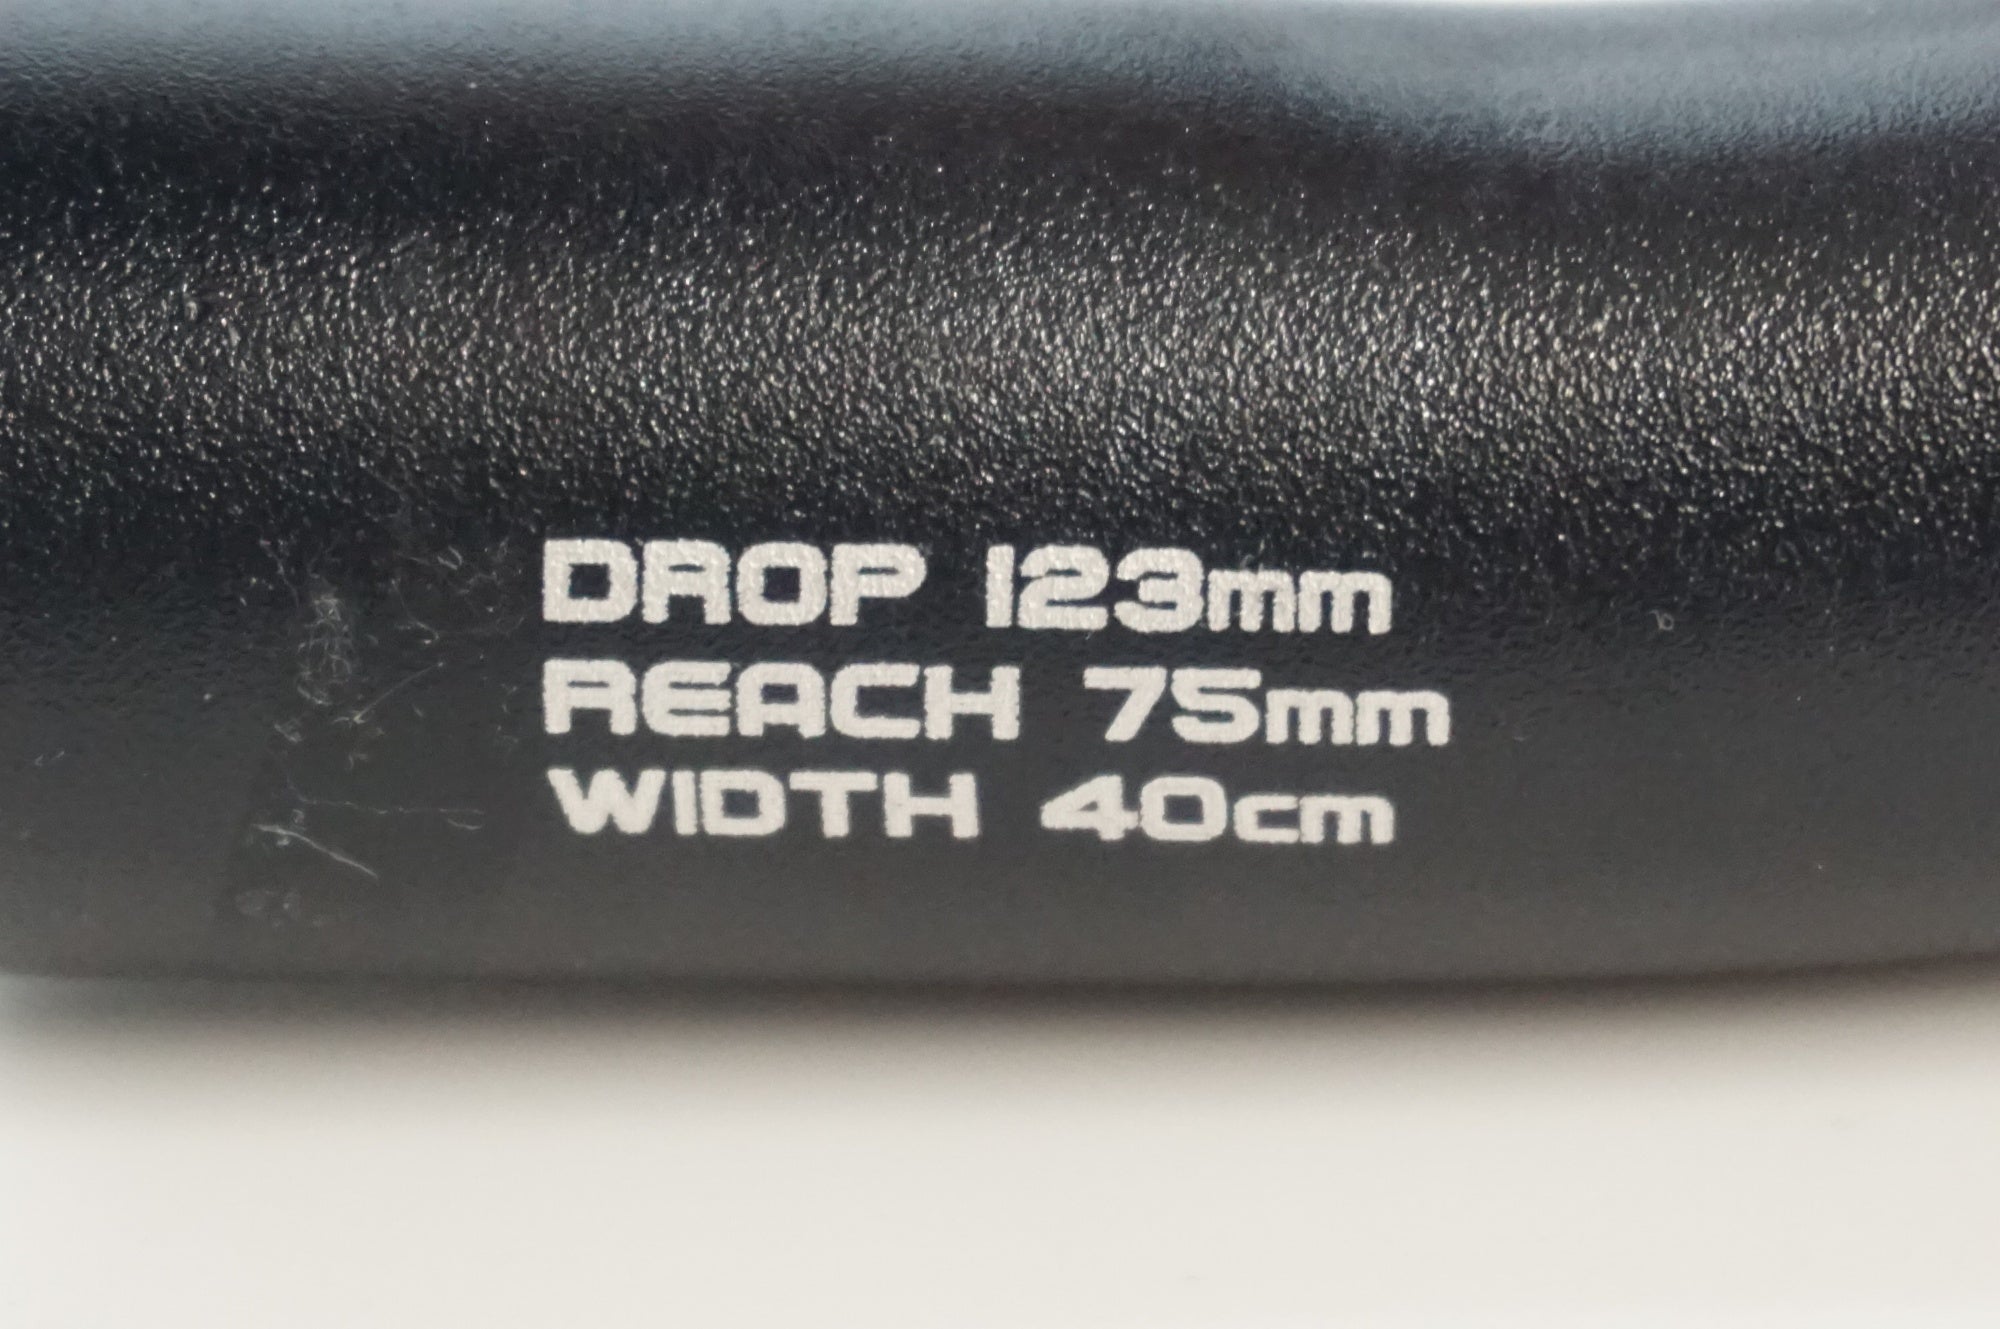 DROP 123mm
REACH 75mm
WIDTH 40cm